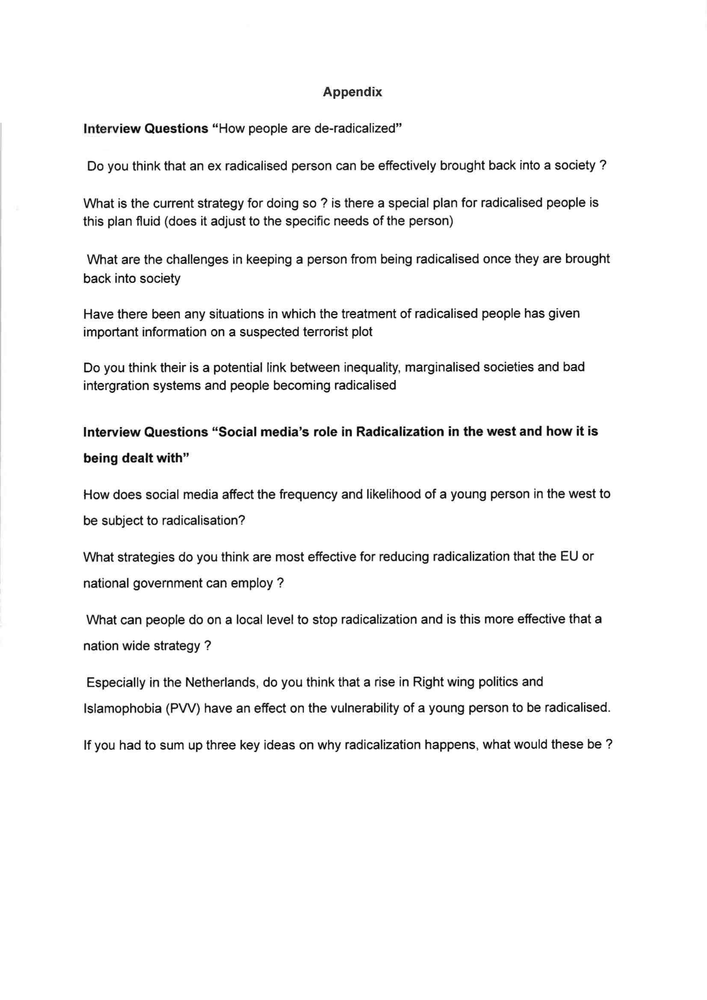 Appendix
Interview Questions “How people are de-radicalized”
Do you think that an ex radicalised person can be effectively brought back into a society ?
What is the current strategy for doing so ? is there a special plan for radicalised people is
this plan fluid (does it adjust to the specific needs of the person)
What are the challenges in keeping a person from being radicalised once they are brought
back into society
Have there been any situations in which the treatment of radicalised people has given
important information on a suspected terrorist plot
Do you think their is a potential link between inequality, marginalised societies and bad
intergration systems and people becoming radicalised
Interview Questions “Social media’s role in Radicalization in the west and how it is
being dealt with”
How does social media affect the frequency and likelihood of a young person in the west to
be subject to radicalisation?
What strategies do you think are most effective for reducing radicalization that the EU or
national government can employ ?
What can people do on a local level to stop radicalization and is this more effective that a
nation wide strategy ?
Especially in the Netherlands, do you think that a rise in Right wing politics and
Islamophobia (PVV) have an effect on the vulnerability of a young person to be radicalised.
If you had to sum up three key ideas on why radicalization happens, what would these be ?